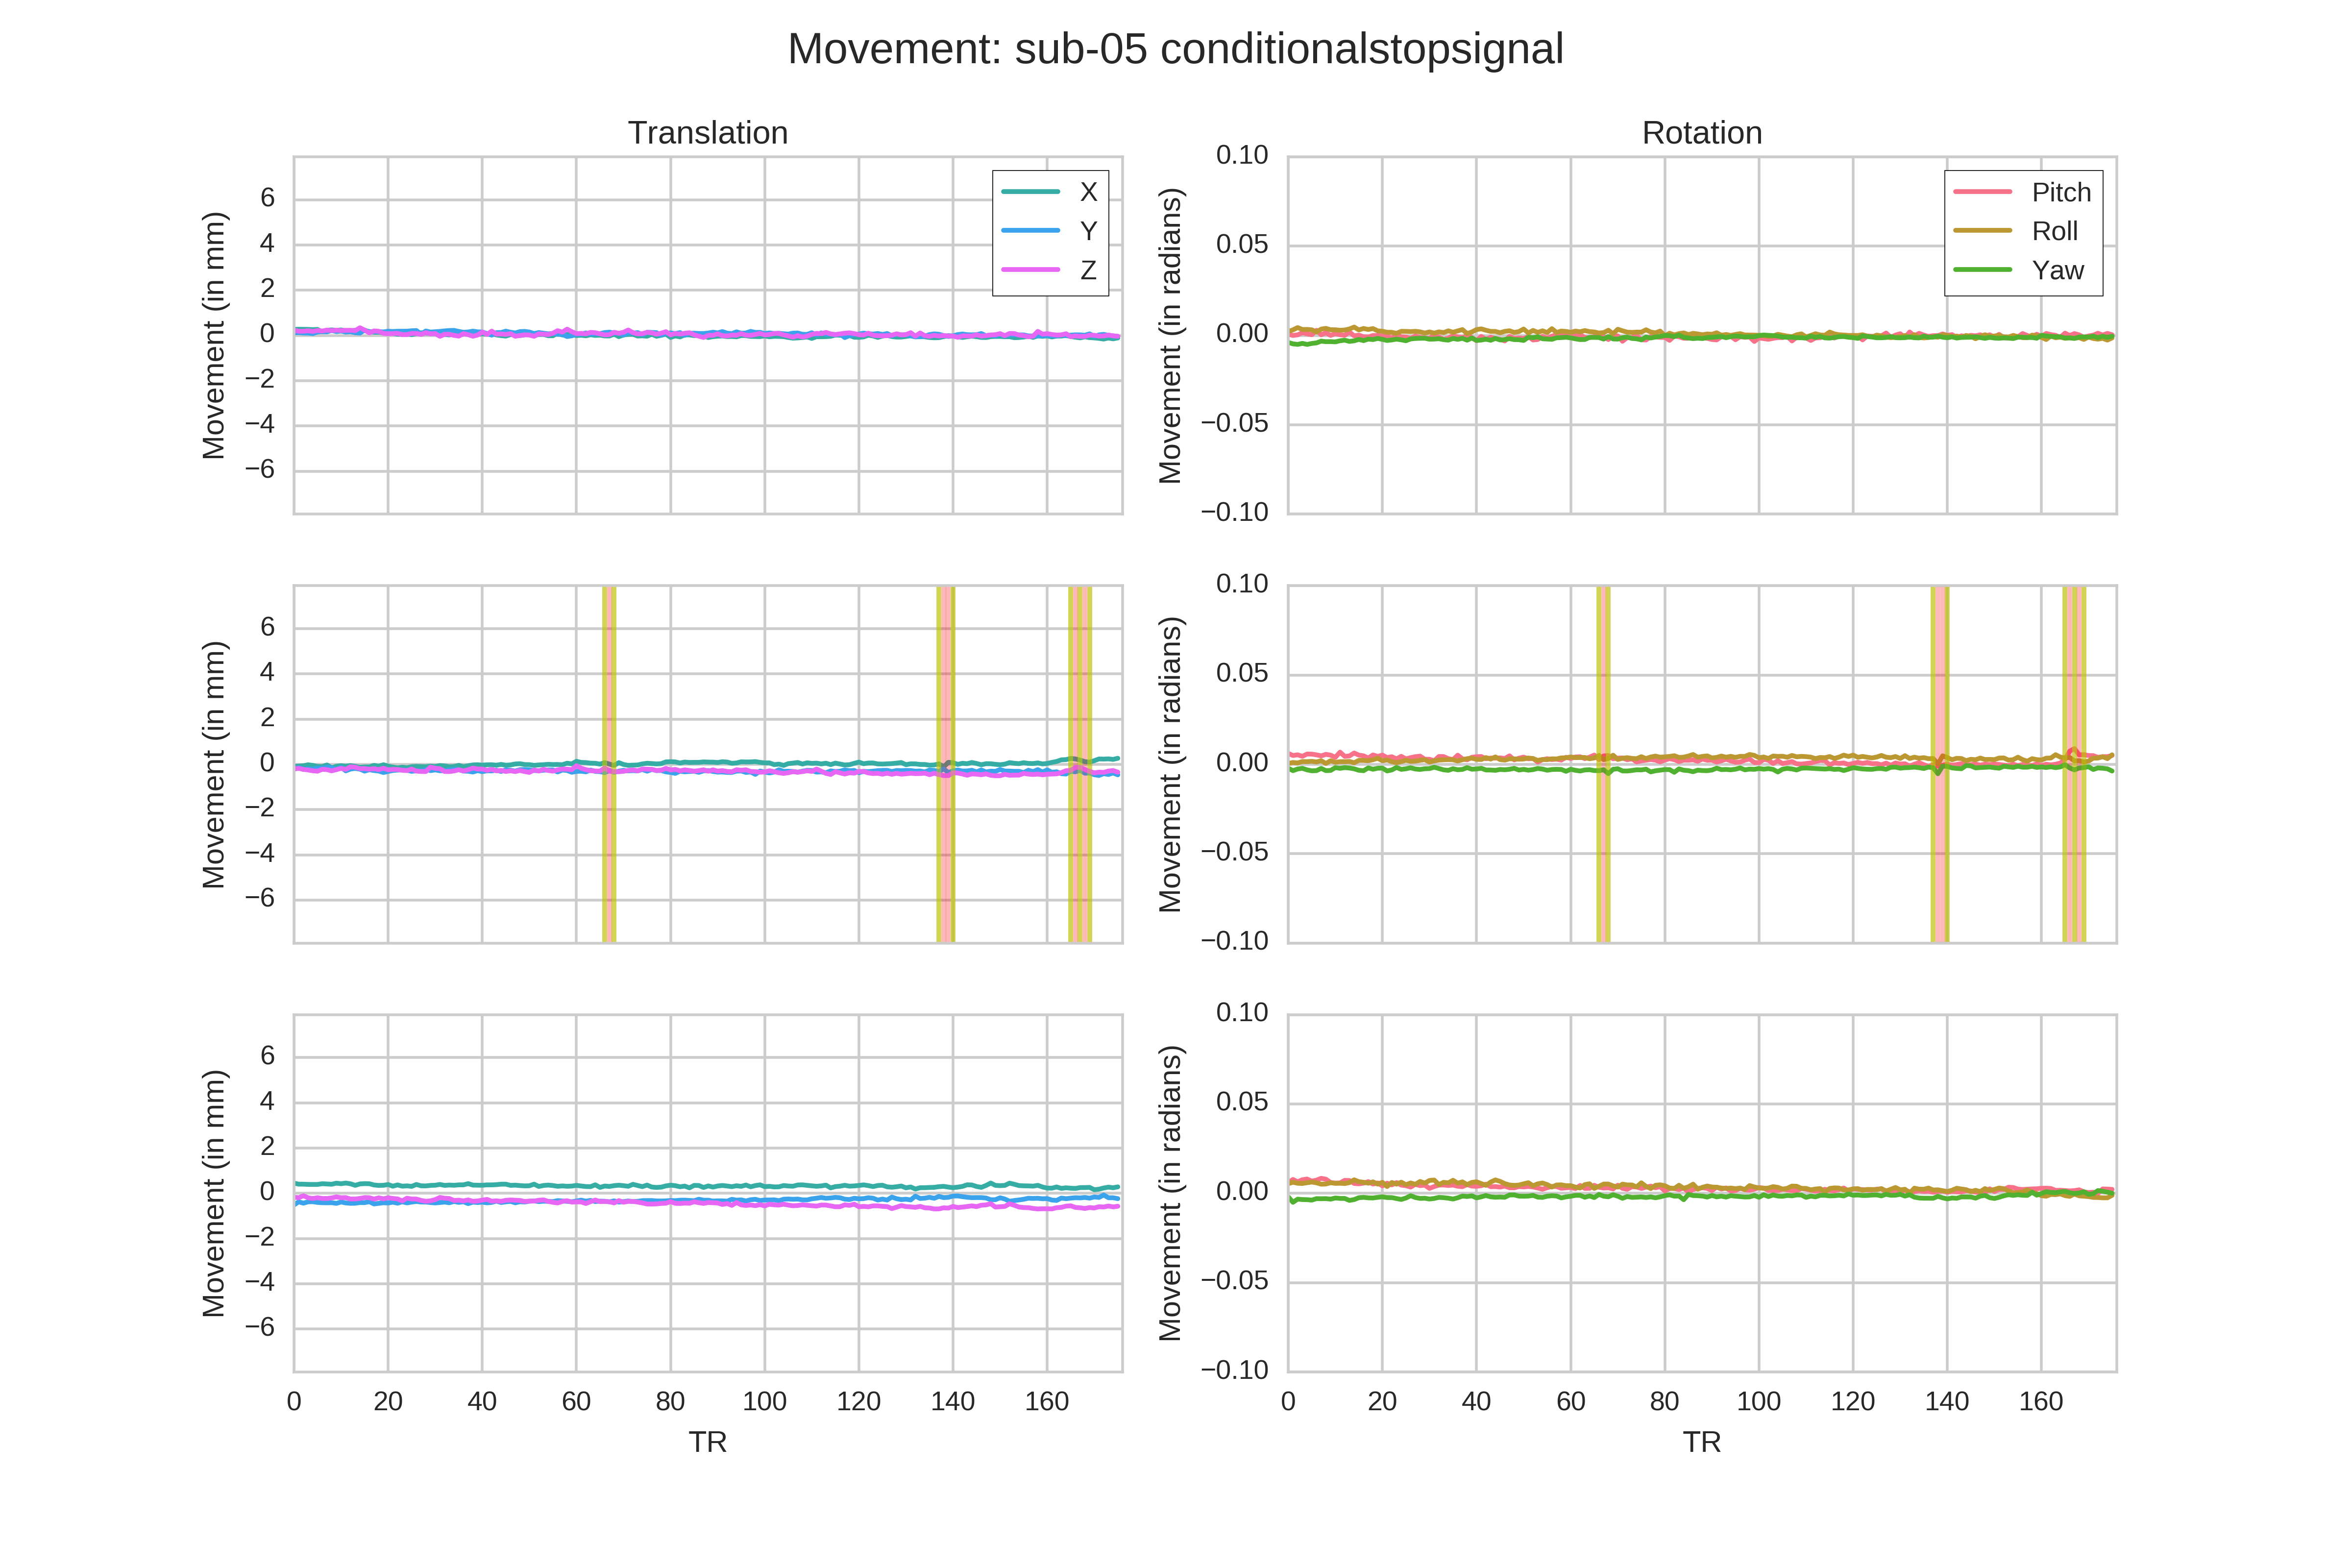 Movement: sub-05 conditionalstopsignal
Translation
Rotation
Movement (in mm)
6
4
2
0
−2
−4
−6
X
Y
Z
Movement (in radians)
0.10
0.05
0.00
−0.05
−0.10
Pitch
Roll
Yaw
Movement (in mm)
6
4
2
0
−2
−4
−6
Movement (in radians)
0.10
0.05
0.00
−0.05
−0.10
Movement (in mm)
6
4
2
0
−2
−4
−6
0 20 40 60 80 100 120 140 160
TR
Movement (in radians)
0.10
0.05
0.00
−0.05
−0.10
0 20 40 60 80 100 120 140 160
TR